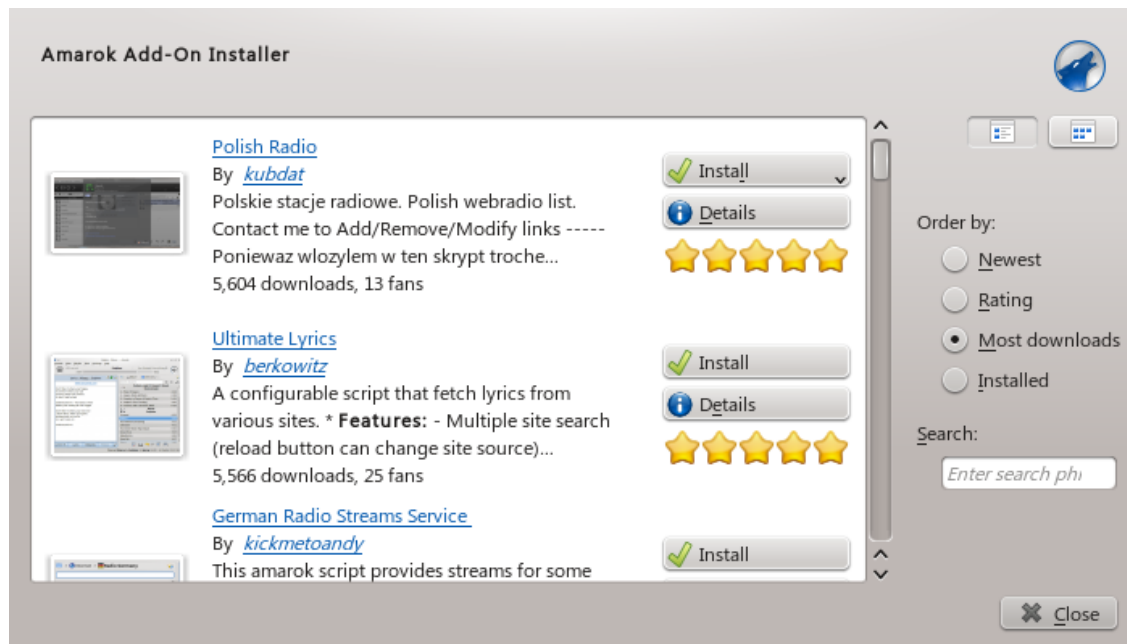 Amarok Add-On Installer
Polish Radio
By kubdat
Polskie stacje radiowe. Polish webradio list.
Contact me to Add/Remove/Modify links -----
Poniewaz wlozylem w ten skrypt troche...
5,604 downloads, 13 fans
Install
Details
Ultimate Lyrics
By berkowitz
A configurable script that fetch lyrics from
various sites. * Features: - Multiple site search
(reload button can change site source)...
5,566 downloads, 25 fans
Install
Details
German Radio Streams Service
By kickmetoandy
This amarok script provides streams for some
Install
Order by:
Newest
Rating
Most downloads
Installed
Search:
Enter search phr
Close